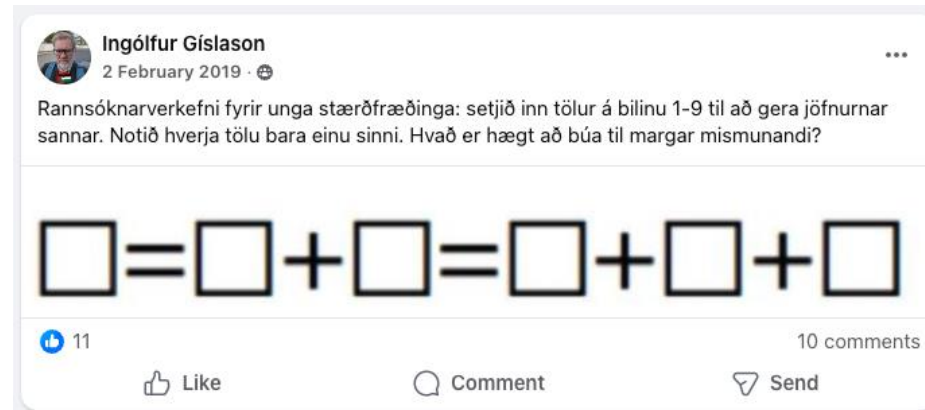 Ingólfur Gíslason
2 February 2019 ·
Rannsóknarverkefni fyrir unga stærðfræðinga: setjið inn tölur á bilinu 1-9 til að gera jöfnurnar
sannar. Notið hverja tölu bara einu sinni. Hvað er hægt að búa til margar mismunandi?
□=□+□=□+□+□
11
10 comments
Like
Comment
Send